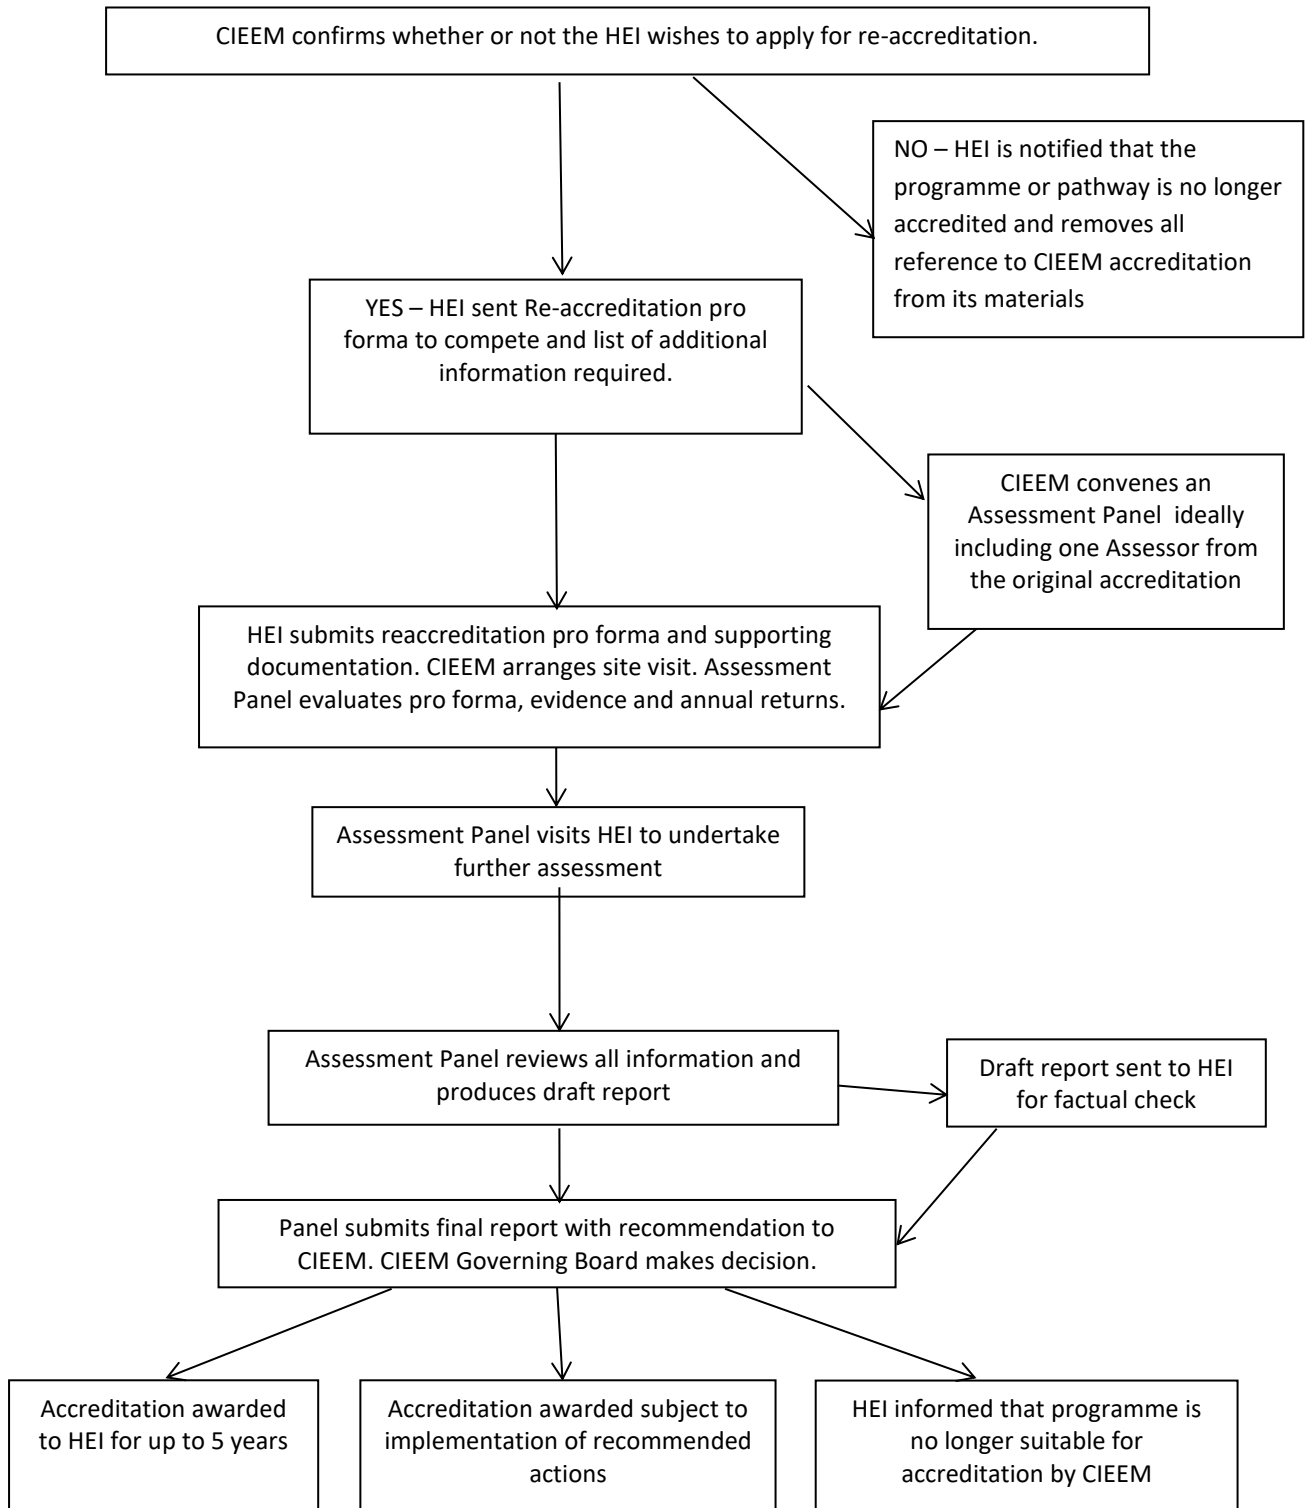 CIEEM confirms whether or not the HEI wishes to apply for re-accreditation.
NO – HEI is notified that the
programme or pathway is no longer
accredited and removes all
reference to CIEEM accreditation
from its materials
YES – HEI sent Re-accreditation pro
forma to compete and list of additional
information required.
CIEEM convenes an
Assessment Panel  ideally
including one Assessor from
the original accreditation
HEI submits reaccreditation pro forma and supporting
documentation. CIEEM arranges site visit. Assessment
Panel evaluates pro forma, evidence and annual returns.
Assessment Panel visits HEI to undertake
further assessment
Assessment Panel reviews all information and
produces draft report
Draft report sent to HEI
for factual check
Panel submits final report with recommendation to
CIEEM. CIEEM Governing Board makes decision.
Accreditation awarded
to HEI for up to 5 years
Accreditation awarded subject to
implementation of recommended
actions
HEI informed that programme is
no longer suitable for
accreditation by CIEEM